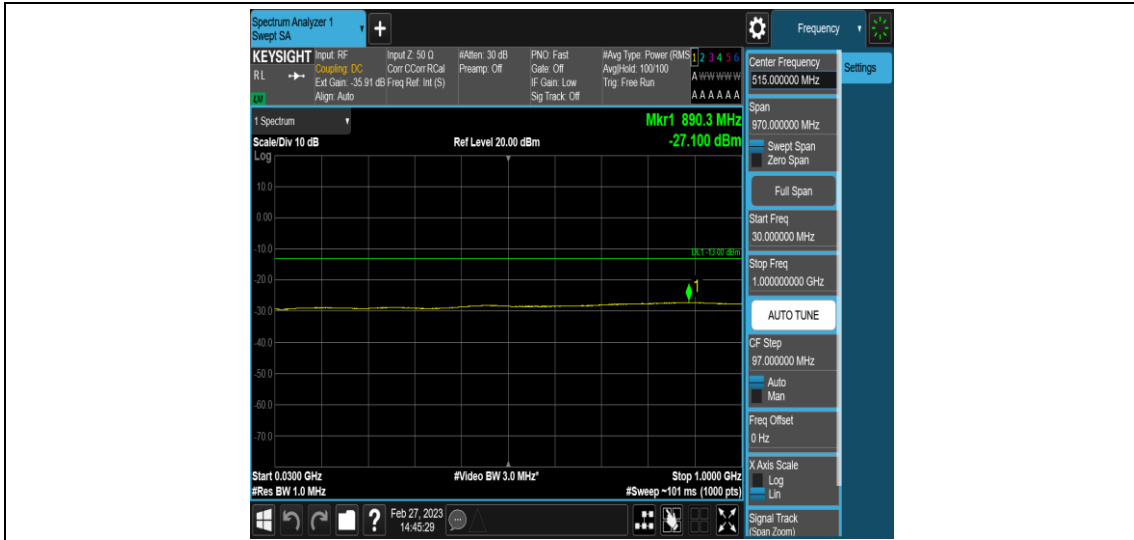 Spectrum Analyzer 1
Swept SA
+
Frequency
KEYSIGHT
RL
LXI
Input: RF
Coupling: DC
Ext Gain: -35.91 dB
Align: Auto
Input Z: 50 Ω
Corr CCorr RCal
Freq Ref: Int (S)
#Atten: 30 dB
Preamp: Off
PNO: Fast
Gate: Off
IF Gain: Low
Sig Track: Off
#Avg Type: Power (RMS
Avg|Hold: 100/100
Trig: Free Run
1 2 3 4 5 6
A W W W W W
A A A A A A
1 Spectrum
Mkr1 890.3 MHz
Scale/Div 10 dB
Ref Level 20.00 dBm
-27.100 dBm
Log
10.0
0.00
-10.0
DL1 -13.00 dBm
-20.0
1
-30.0
-40.0
-50.0
-60.0
-70.0
Start 0.0300 GHz
#Video BW 3.0 MHz*
Stop 1.0000 GHz
#Res BW 1.0 MHz
#Sweep ~101 ms (1000 pts)
?
Feb 27, 2023
14:45:29
Center Frequency
515.000000 MHz
Settings
Span
970.000000 MHz
Swept Span
Zero Span
Full Span
Start Freq
30.000000 MHz
Stop Freq
1.000000000 GHz
AUTO TUNE
CF Step
97.000000 MHz
Auto
Man
Freq Offset
0 Hz
X Axis Scale
Log
Lin
Signal Track
(Span Zoom)